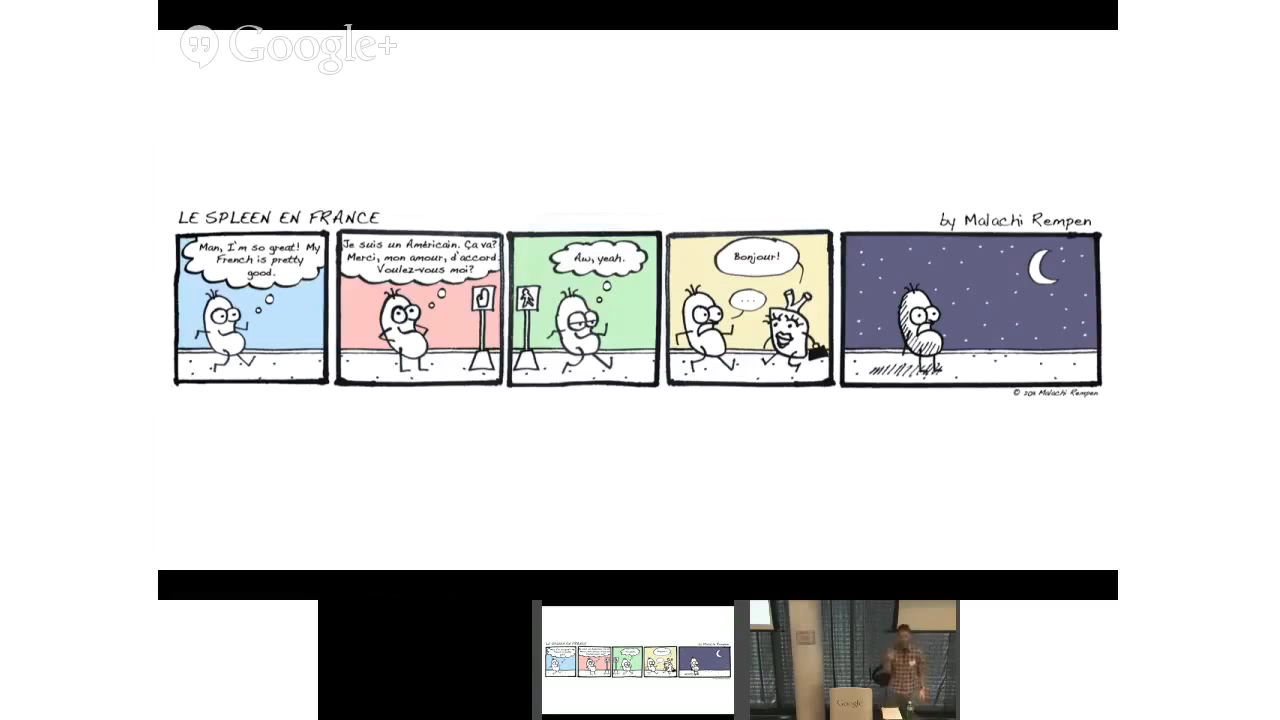 Google+
LE SPLEEN EN FRANCE
by Malachi Rempen
Man, I'm so great! My
French is pretty
good.
Je suis un Américain. Ça va?
Merci, mon amour, d'accord.
Voulez-vous moi?
Aw, yeah.
Bonjour!
...
Malachi Rempen
Google